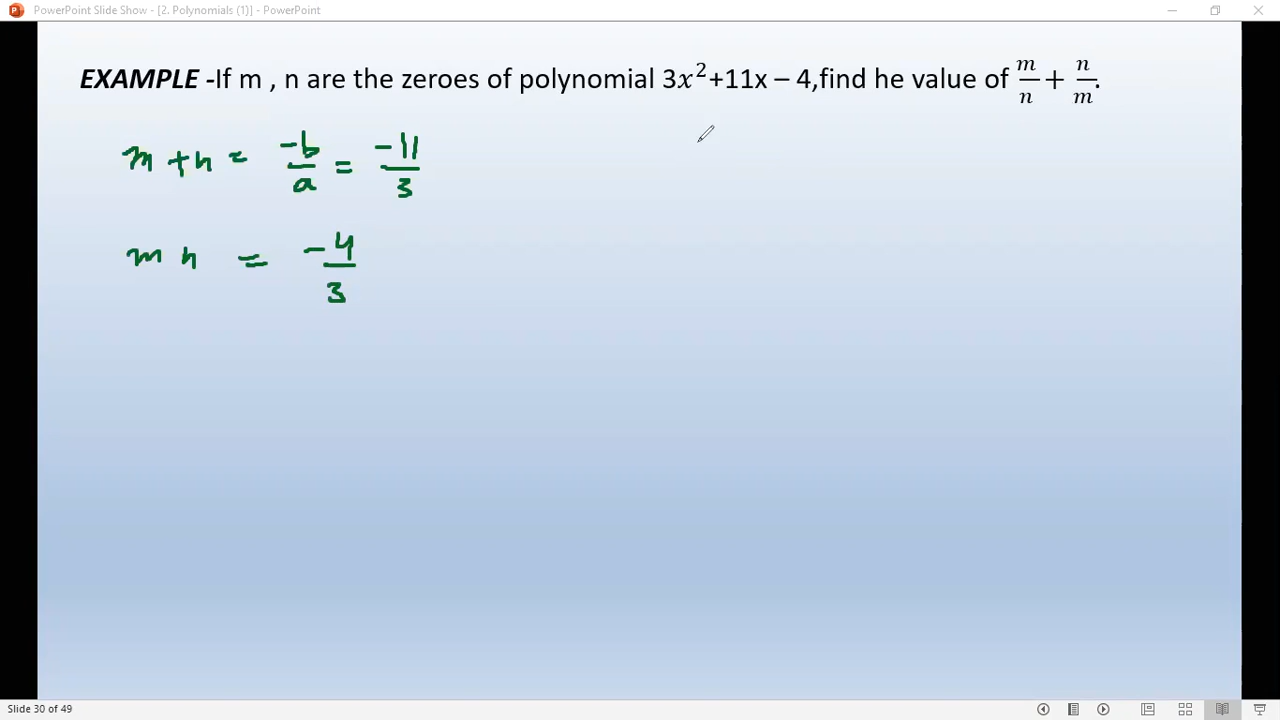 PowerPoint Slide Show - [2. Polynomials (1)] - PowerPoint
EXAMPLE -If m , n are the zeroes of polynomial 3x²+11x – 4,find he value of m/n + n/m.
m + n = -b/a = -11/3
m n = -4/3
Slide 30 of 49